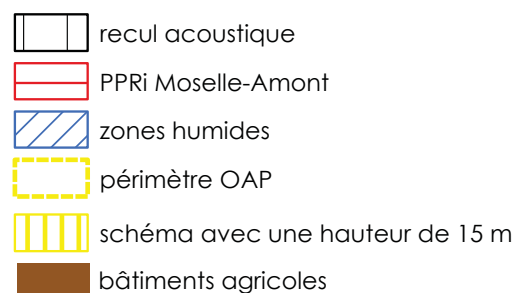 recul acoustique
PPRi Moselle-Amont
zones humides
périmètre OAP
schéma avec une hauteur de 15 m
bâtiments agricoles